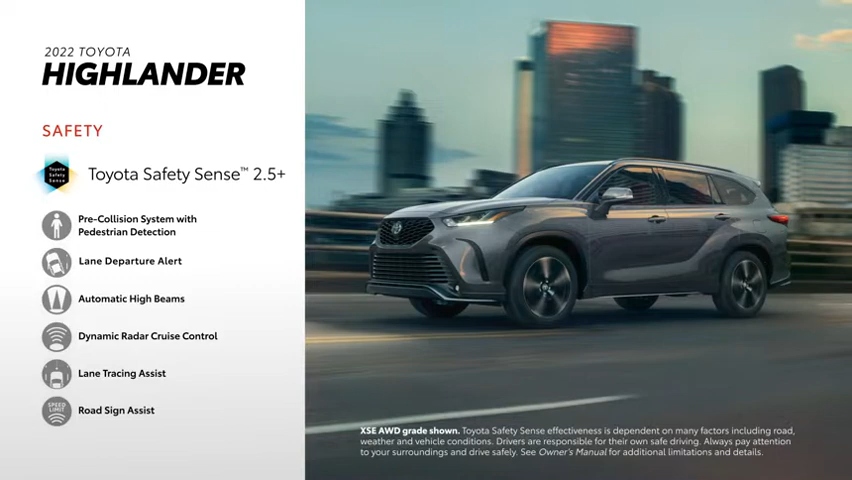 2022 TOYOTA
HIGHLANDER
SAFETY
Toyota
Safety
Sense
Toyota Safety Sense™ 2.5+
Pre-Collision System with
Pedestrian Detection
Lane Departure Alert
Automatic High Beams
Dynamic Radar Cruise Control
Lane Tracing Assist
SPEED
LIMIT
Road Sign Assist
XSE AWD grade shown. Toyota Safety Sense effectiveness is dependent on many factors including road,
weather and vehicle conditions. Drivers are responsible for their own safe driving. Always pay attention
to your surroundings and drive safely. See Owner's Manual for additional limitations and details.